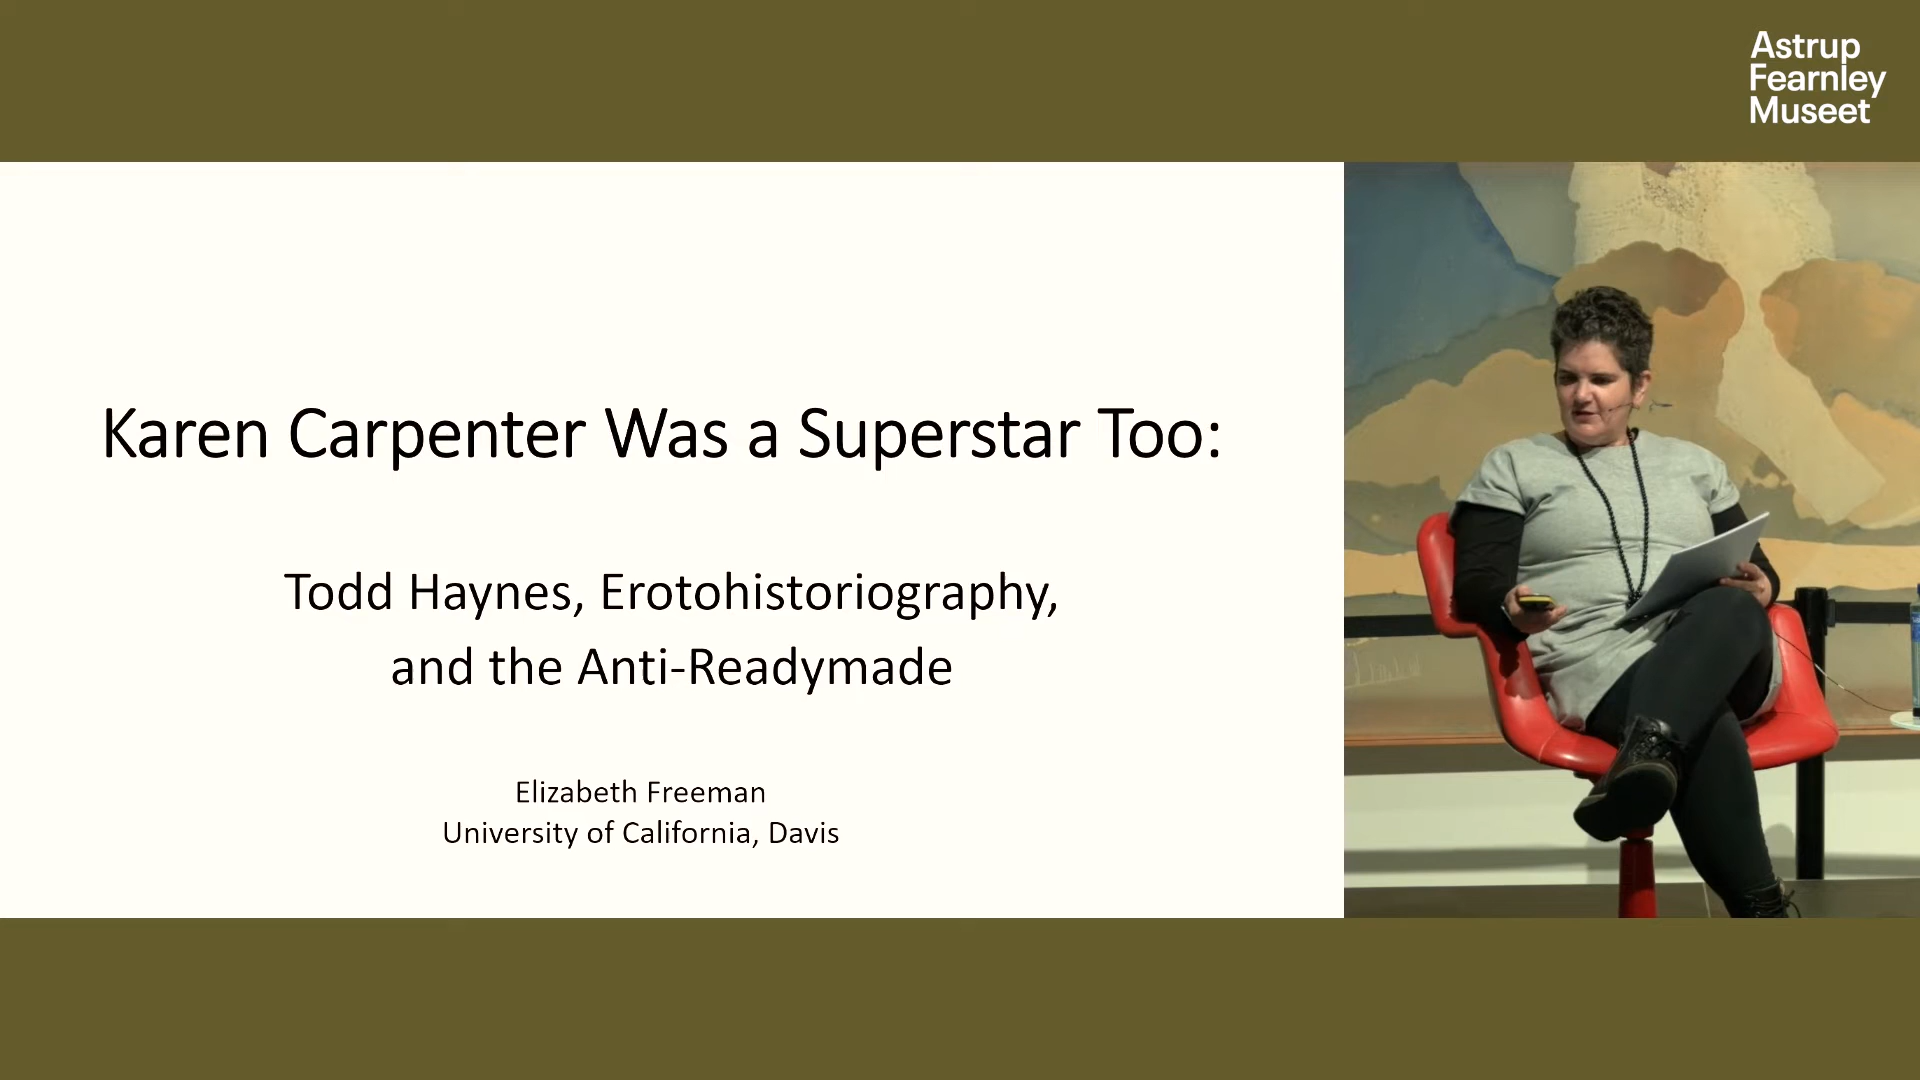 Astrup
Fearnley
Museet
Karen Carpenter Was a Superstar Too:
Todd Haynes, Erotohistoriography,
and the Anti-Readymade
Elizabeth Freeman
University of California, Davis